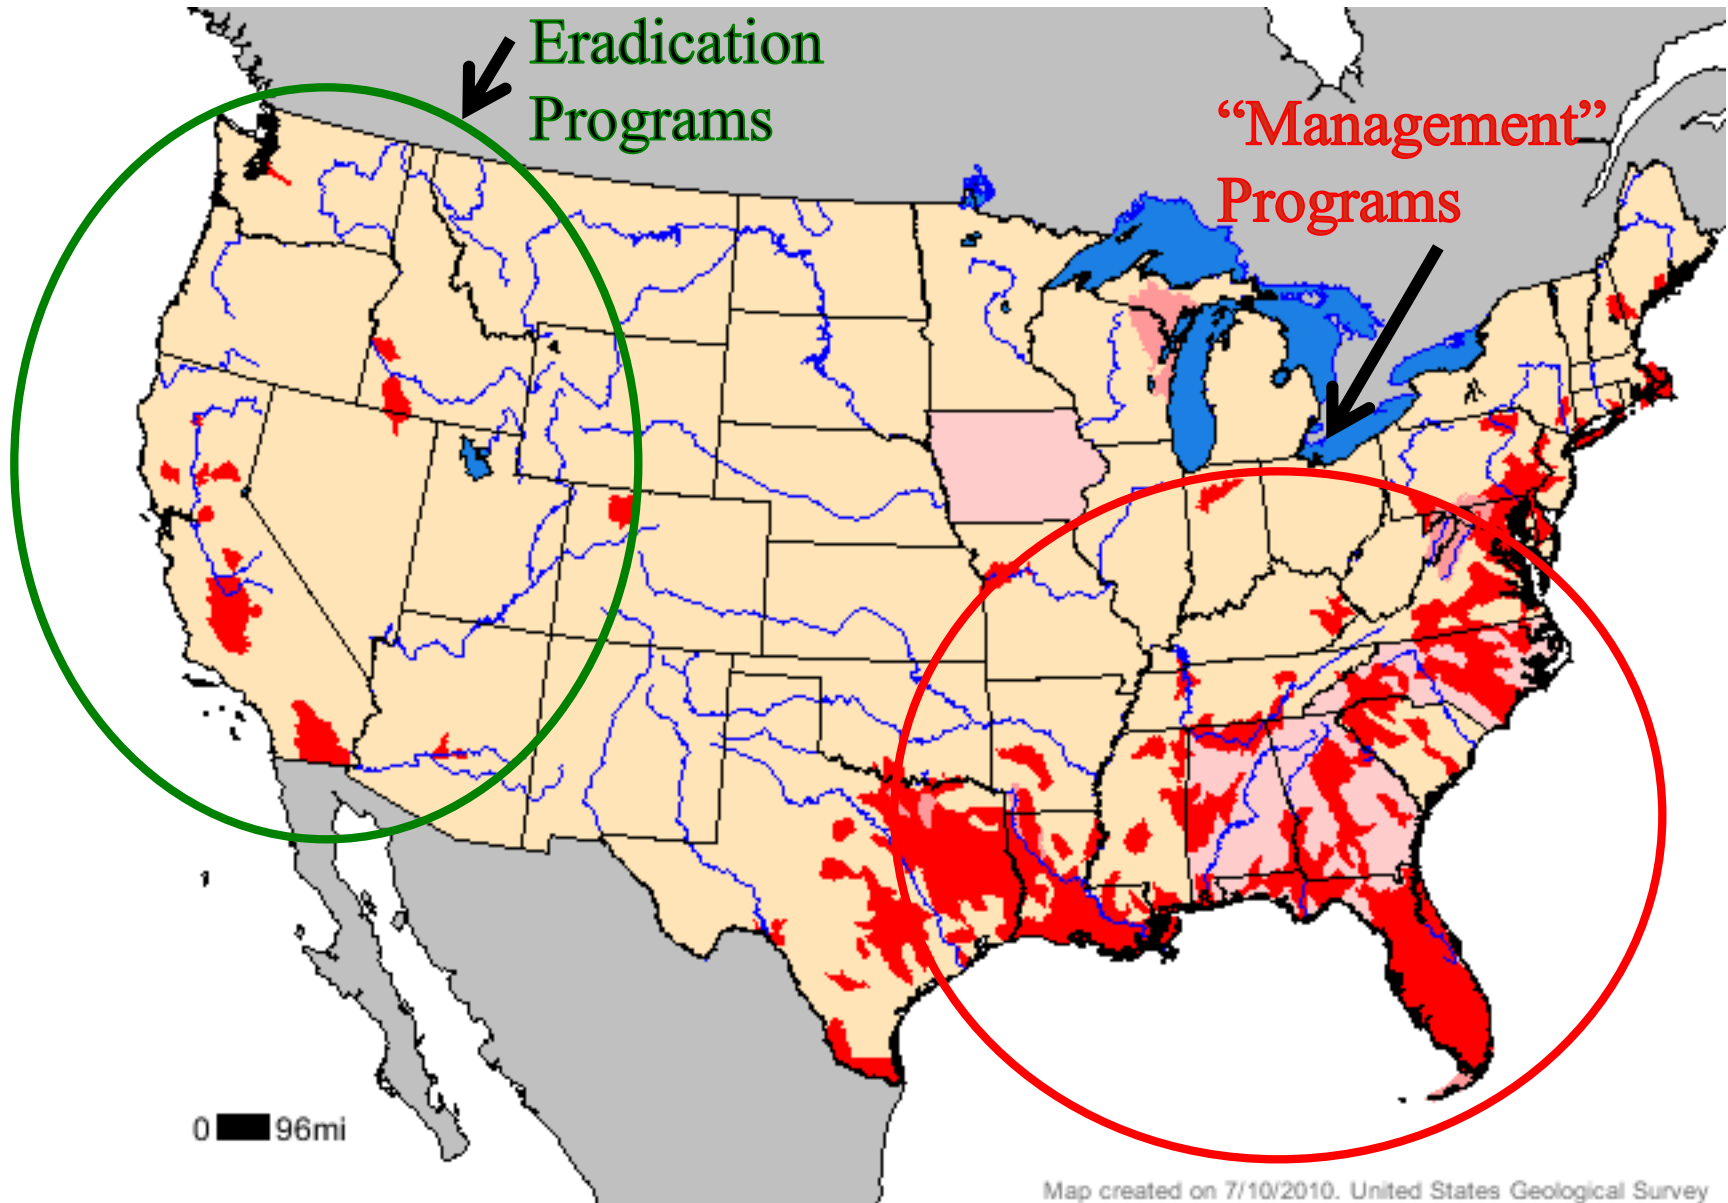 Eradication
Programs
“Management”
Programs
0 96mi
Map created on 7/10/2010. United States Geological Survey